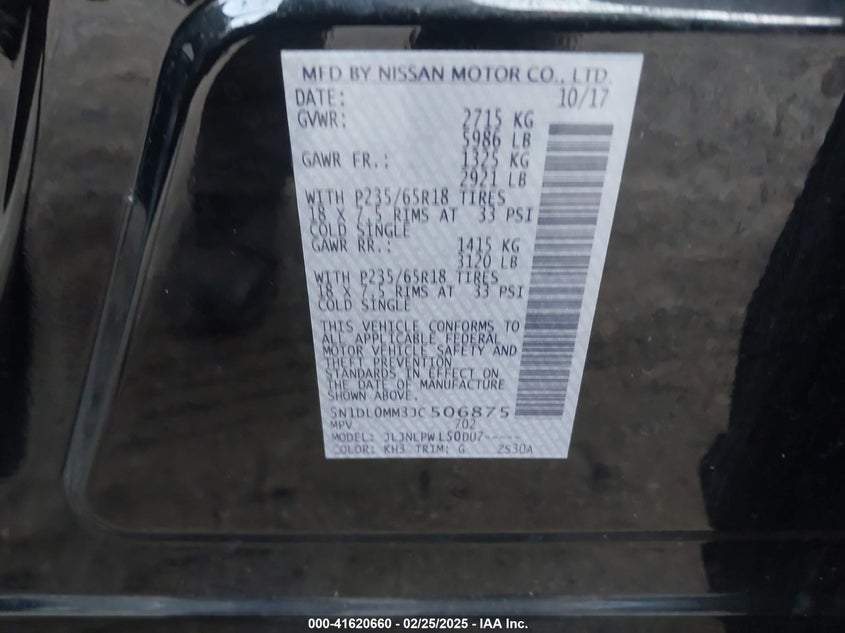 MFD BY NISSAN MOTOR CO., LTD.
DATE: 10/17
GVWR: 2715 KG
5986 LB
GAWR FR.: 1325 KG
2921 LB
WITH P235/65R18 TIRES
18 X 7.5 RIMS AT 33 PSI
COLD SINGLE
GAWR RR.: 1415 KG
3120 LB
WITH P235/65R18 TIRES
18 X 7.5 RIMS AT 33 PSI
COLD SINGLE
THIS VEHICLE CONFORMS TO
ALL APPLICABLE FEDERAL
MOTOR VEHICLE SAFETY AND
THEFT PREVENTION
STANDARDS IN EFFECT ON
THE DATE OF MANUFACTURE
SHOWN ABOVE.
5N1DL0MM3JC506875
MPV 702
MODEL: JLJNLPWL50DU7-----
COLOR: KH3 TRIM: G 2S30A
000-41620660 - 02/25/2025 - IAA Inc.